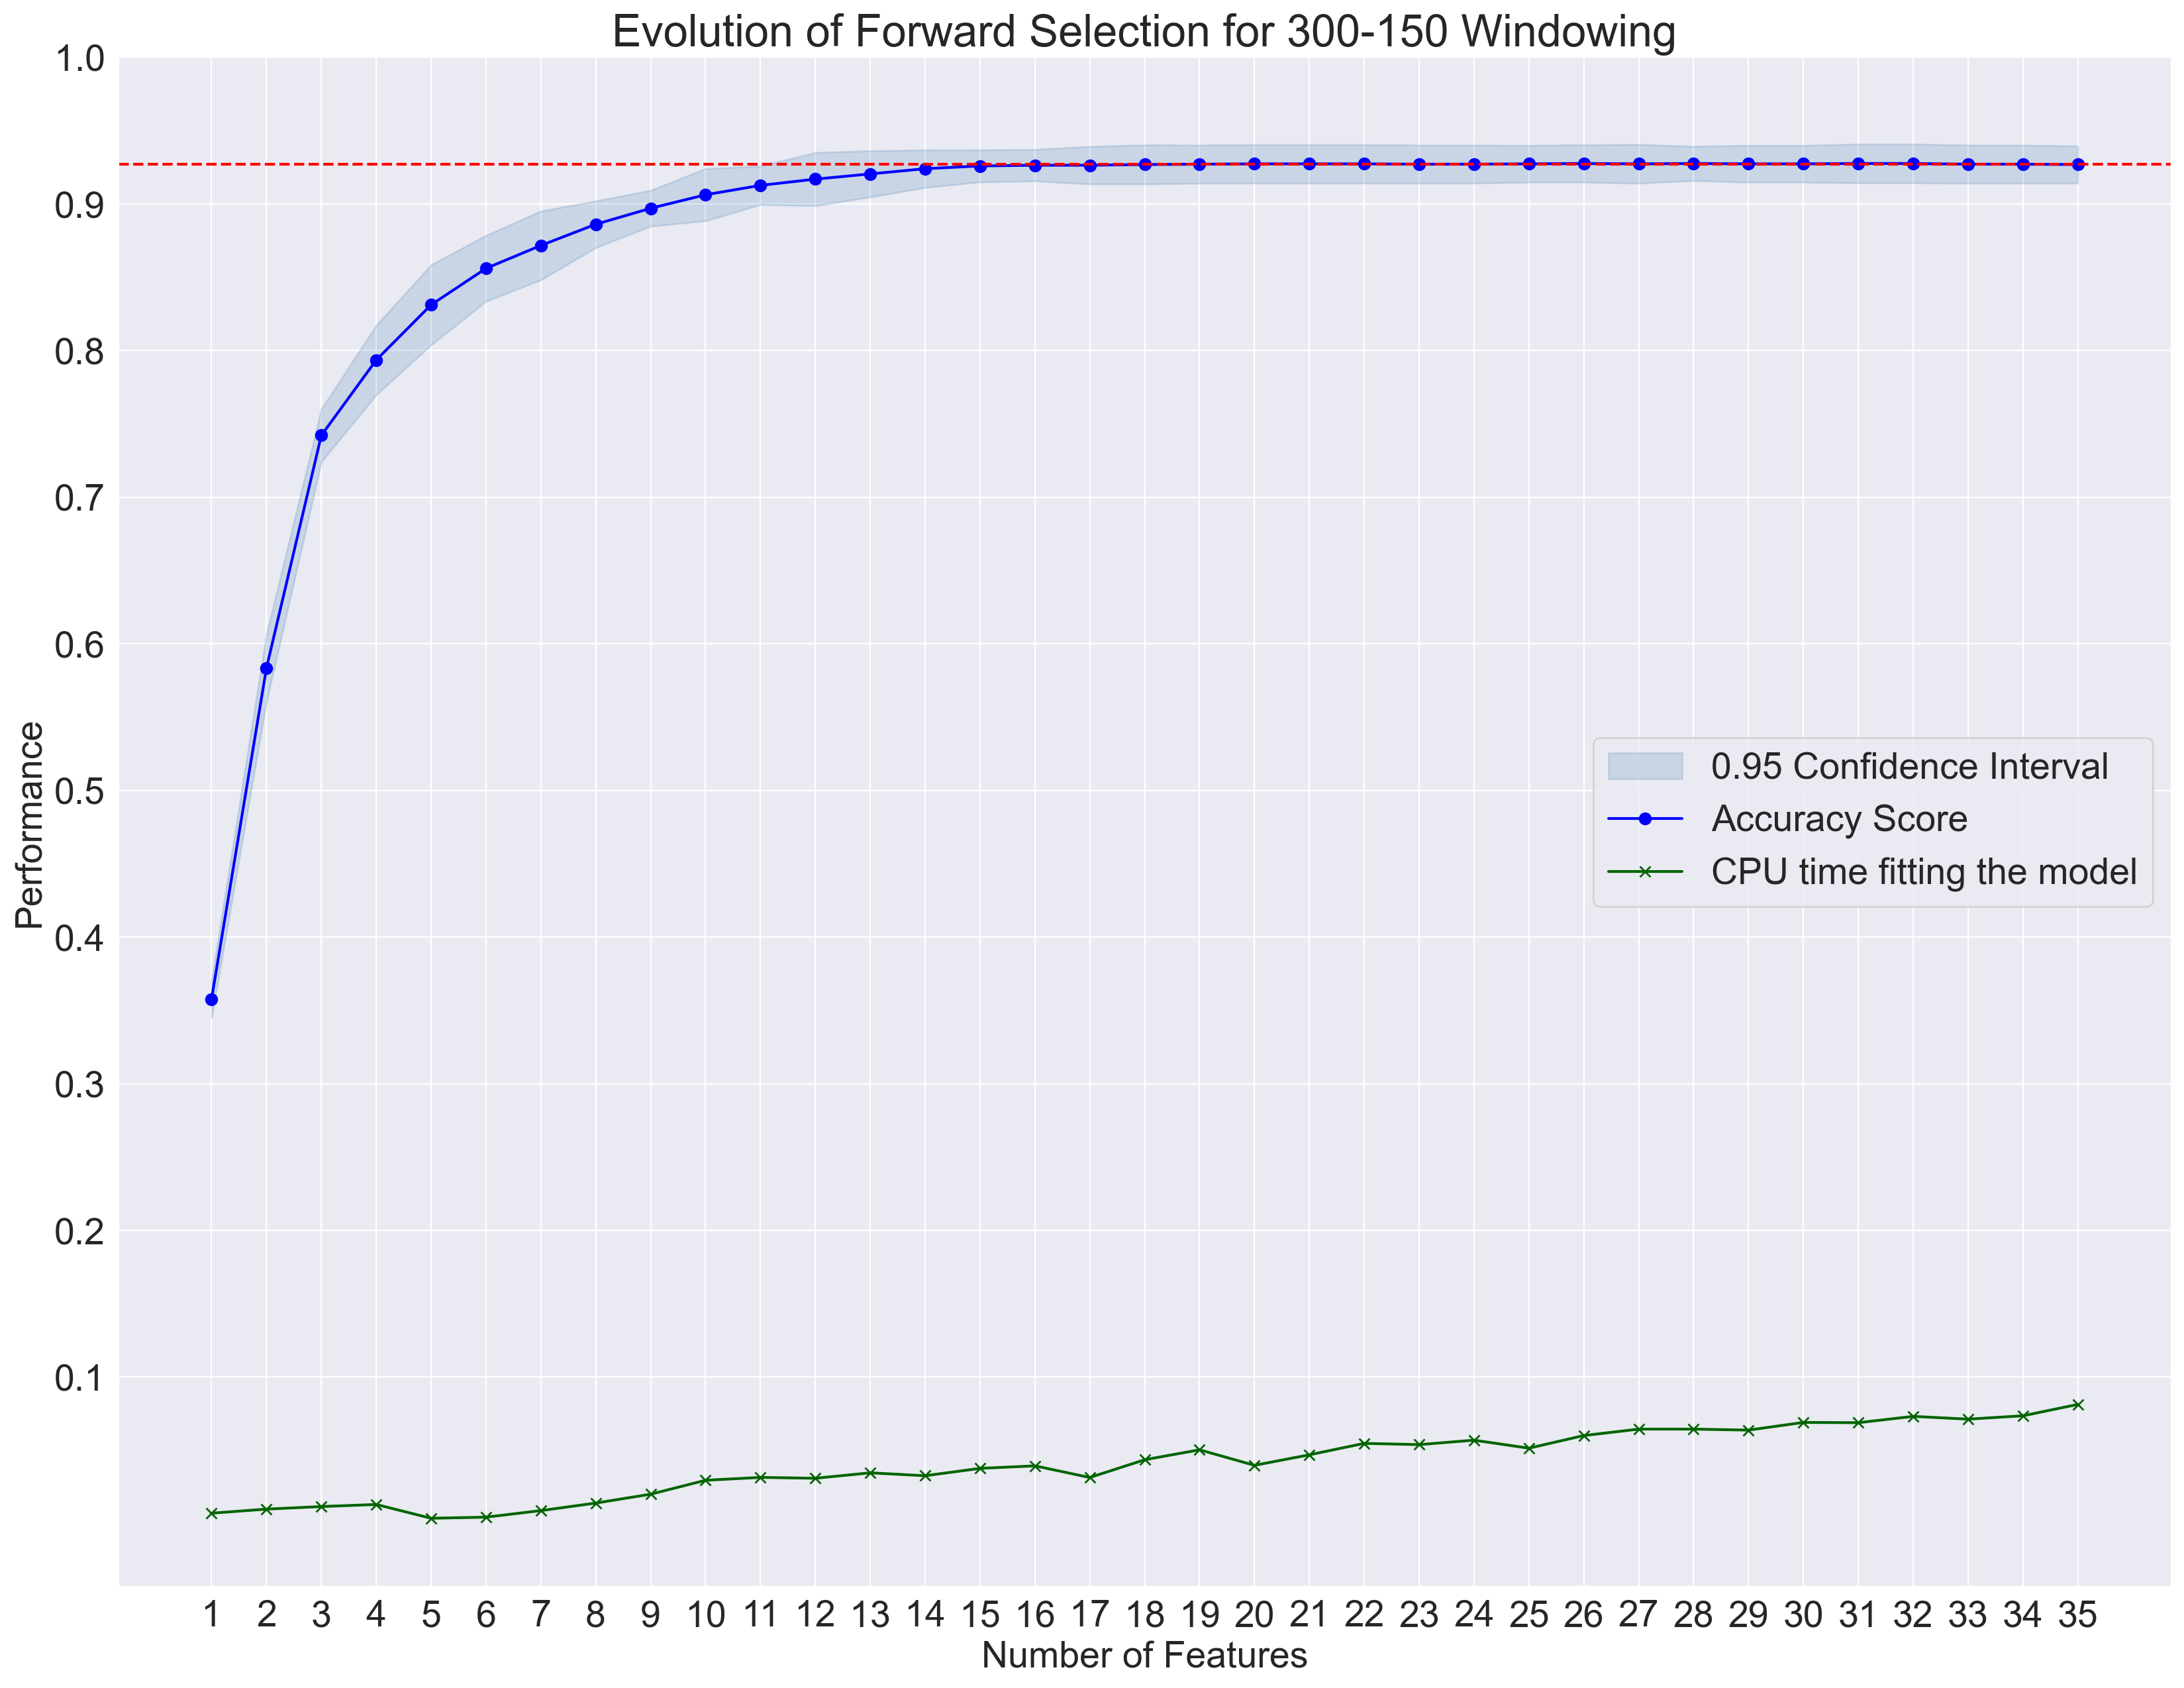 Evolution of Forward Selection for 300-150 Windowing
1.0
0.9
0.8
0.7
0.6
0.5
0.4
0.3
0.2
0.1
Performance
0.95 Confidence Interval
Accuracy Score
CPU time fitting the model
1 2 3 4 5 6 7 8 9 10 11 12 13 14 15 16 17 18 19 20 21 22 23 24 25 26 27 28 29 30 31 32 33 34 35
Number of Features